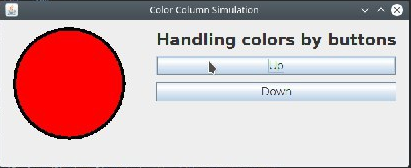 Color Column Simulation
Handling colors by buttons
Up
Down